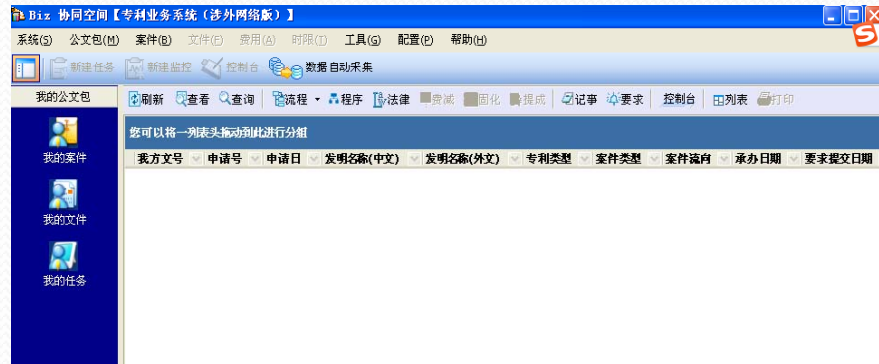 Biz 协同空间【专利业务系统（涉外网络版）】
系统(S) 公文包(M) 案件(B) 文件(F) 费用(A) 时限(T) 工具(G) 配置(P) 帮助(H)
新建任务 新建监控 控制台 数据自动采集
我的公文包 刷新 查看 查询 流程 程序 法律 费减 固化 提成 记事 要求 控制台 列表 打印
您可以将一列表头拖动到此进行分组
我方文号 申请号 申请日 发明名称(中文) 发明名称(外文) 专利类型 案件类型 案件流向 承办日期 要求提交日期
我的案件
我的文件
我的任务